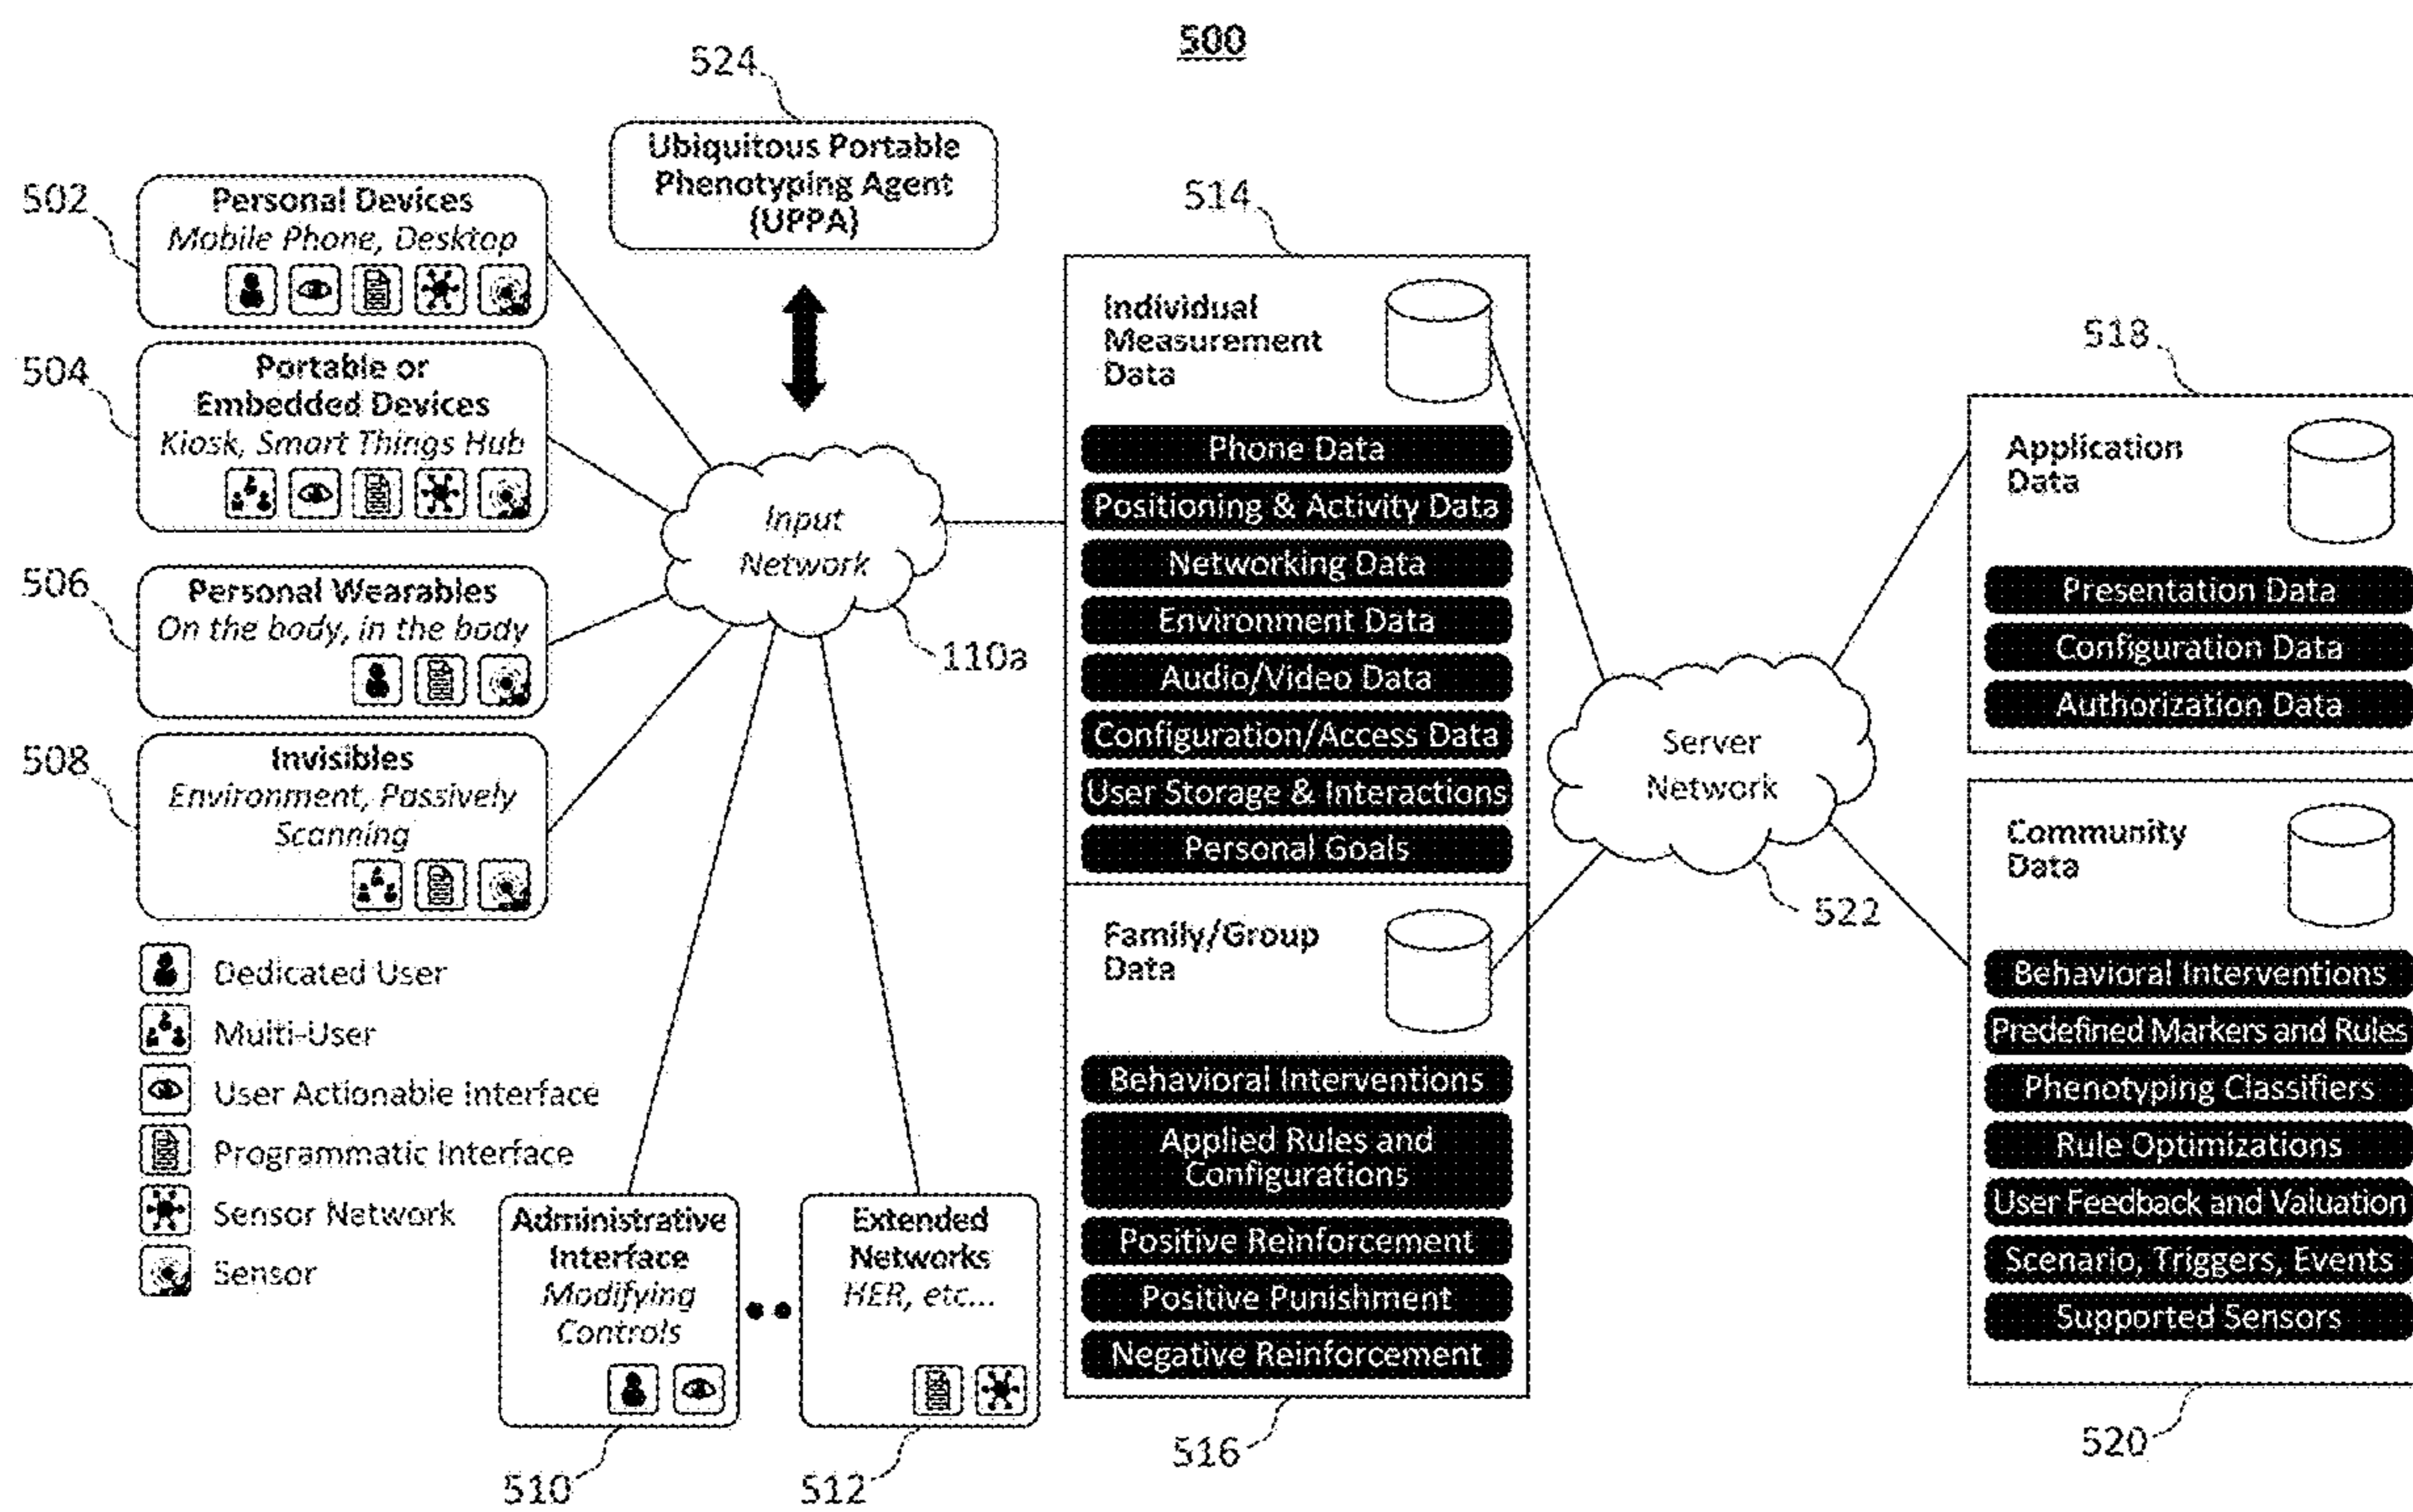 500
524
Ubiquitous Portable
Phenotyping Agent
(UPPA)
502
Personal Devices
Mobile Phone, Desktop
504
Portable or
Embedded Devices
Kiosk, Smart Things Hub
506
Personal Wearables
On the body, in the body
508
Invisibles
Environment, Passively
Scanning
Dedicated User
Multi-User
User Actionable Interface
Programmatic Interface
Sensor Network
Sensor
Input
Network
110a
Administrative
Interface
Modifying
Controls
510
Extended
Networks
HER, etc...
512
514
Individual
Measurement
Data
Phone Data
Positioning & Activity Data
Networking Data
Environment Data
Audio/Video Data
Configuration/Access Data
User Storage & Interactions
Personal Goals
Family/Group
Data
Behavioral Interventions
Applied Rules and
Configurations
Positive Reinforcement
Positive Punishment
Negative Reinforcement
516
Server
Network
522
518
Application
Data
Presentation Data
Configuration Data
Authorization Data
Community
Data
Behavioral Interventions
Predefined Markers and Rules
Phenotyping Classifiers
Rule Optimizations
User Feedback and Valuation
Scenario, Triggers, Events
Supported Sensors
520